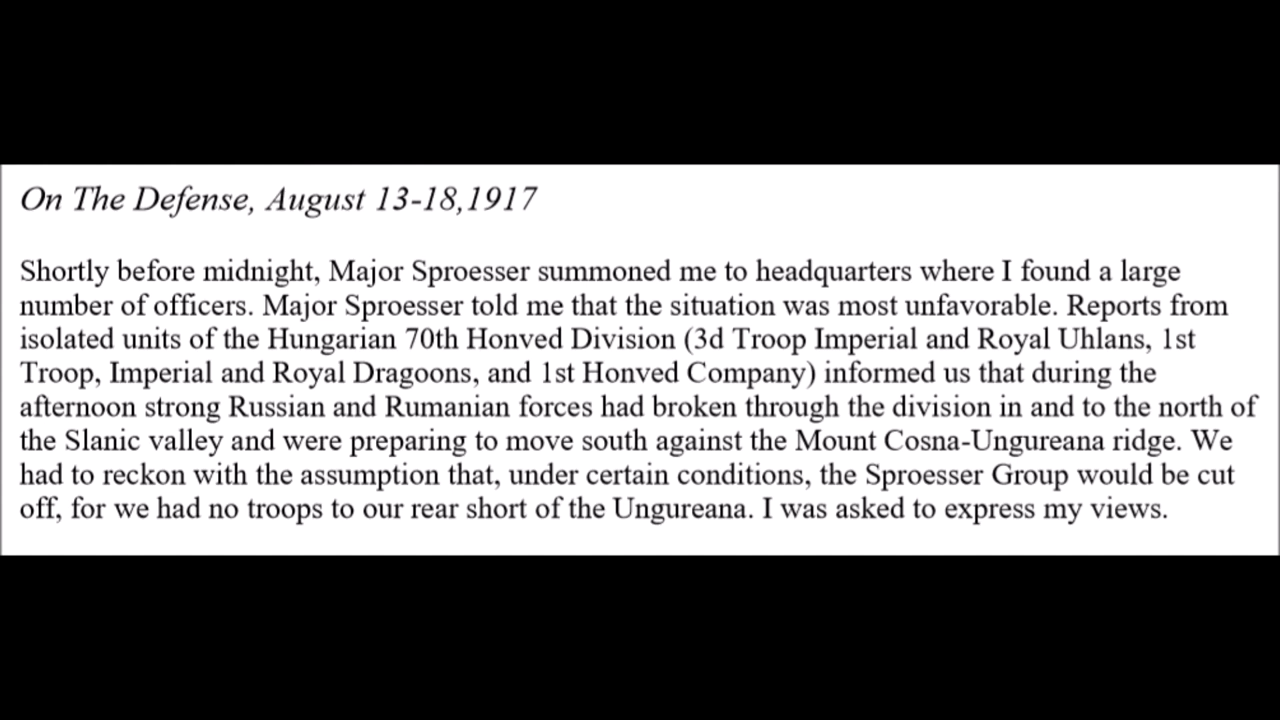 On The Defense, August 13-18,1917
Shortly before midnight, Major Sproesser summoned me to headquarters where I found a large
number of officers. Major Sproesser told me that the situation was most unfavorable. Reports from
isolated units of the Hungarian 70th Honved Division (3d Troop Imperial and Royal Uhlans, 1st
Troop, Imperial and Royal Dragoons, and 1st Honved Company) informed us that during the
afternoon strong Russian and Rumanian forces had broken through the division in and to the north of
the Slanic valley and were preparing to move south against the Mount Cosna-Ungureana ridge. We
had to reckon with the assumption that, under certain conditions, the Sproesser Group would be cut
off, for we had no troops to our rear short of the Ungureana. I was asked to express my views.